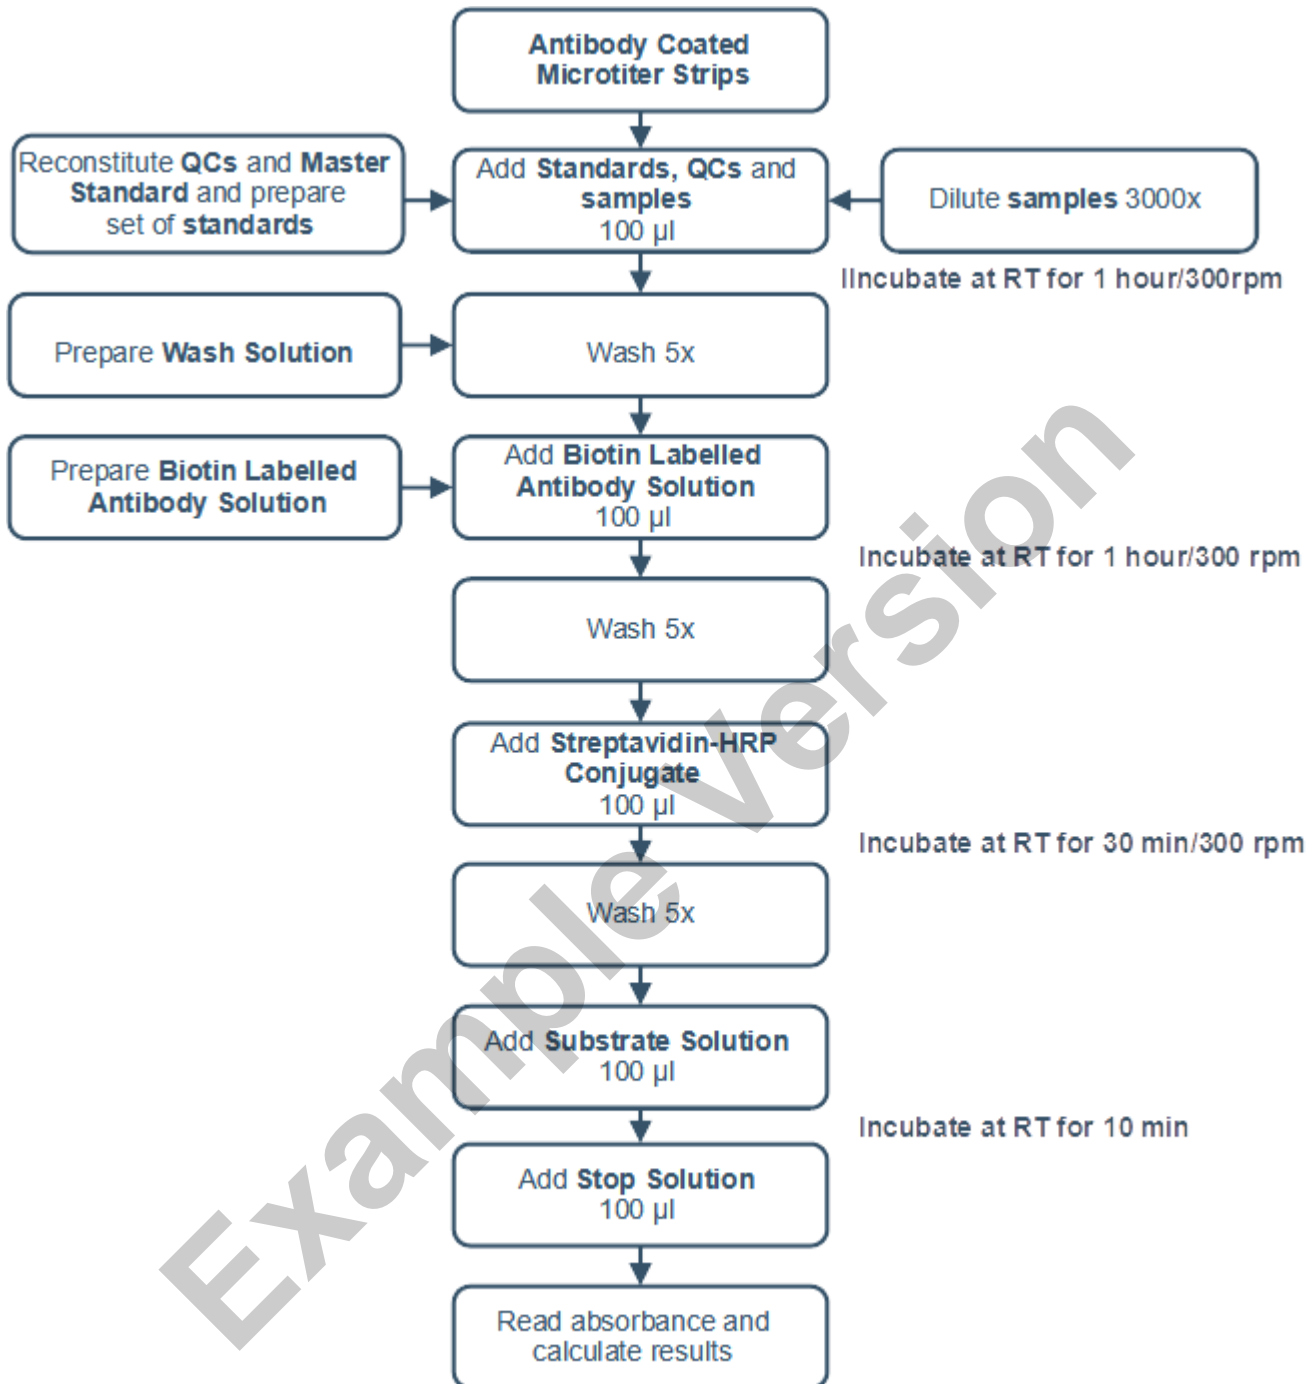 Antibody Coated
Microtiter Strips
Reconstitute QCs and Master
Standard and prepare
set of standards
Add Standards, QCs and
samples
100 µl
Dilute samples 3000x
IIncubate at RT for 1 hour/300rpm
Prepare Wash Solution
Wash 5x
Prepare Biotin Labelled
Antibody Solution
Add Biotin Labelled
Antibody Solution
100 µl
Incubate at RT for 1 hour/300 rpm
Wash 5x
Add Streptavidin-HRP
Conjugate
100 µl
Incubate at RT for 30 min/300 rpm
Wash 5x
Add Substrate Solution
100 µl
Incubate at RT for 10 min
Add Stop Solution
100 µl
Read absorbance and
calculate results
Example Version